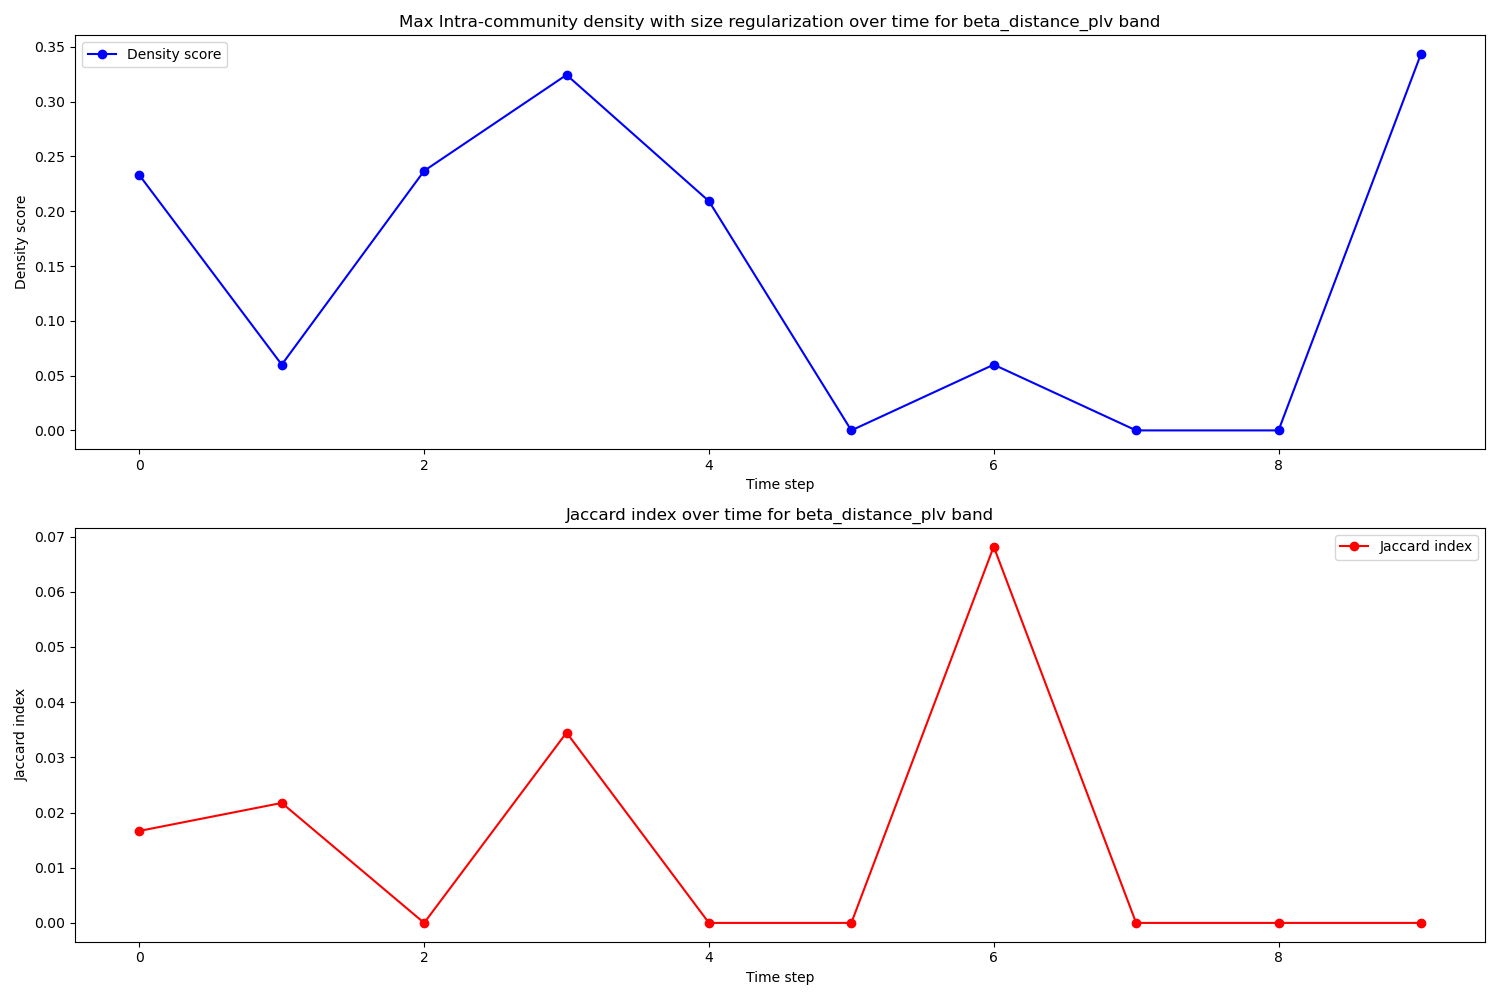 Max Intra-community density with size regularization over time for beta_distance_plv band
Density score
0.35
0.30
0.25
0.20
0.15
0.10
0.05
0.00
Density score
0 2 4 6 8
Time step
Jaccard index over time for beta_distance_plv band
Jaccard index
0.07
0.06
0.05
0.04
0.03
0.02
0.01
0.00
Jaccard index
0 2 4 6 8
Time step